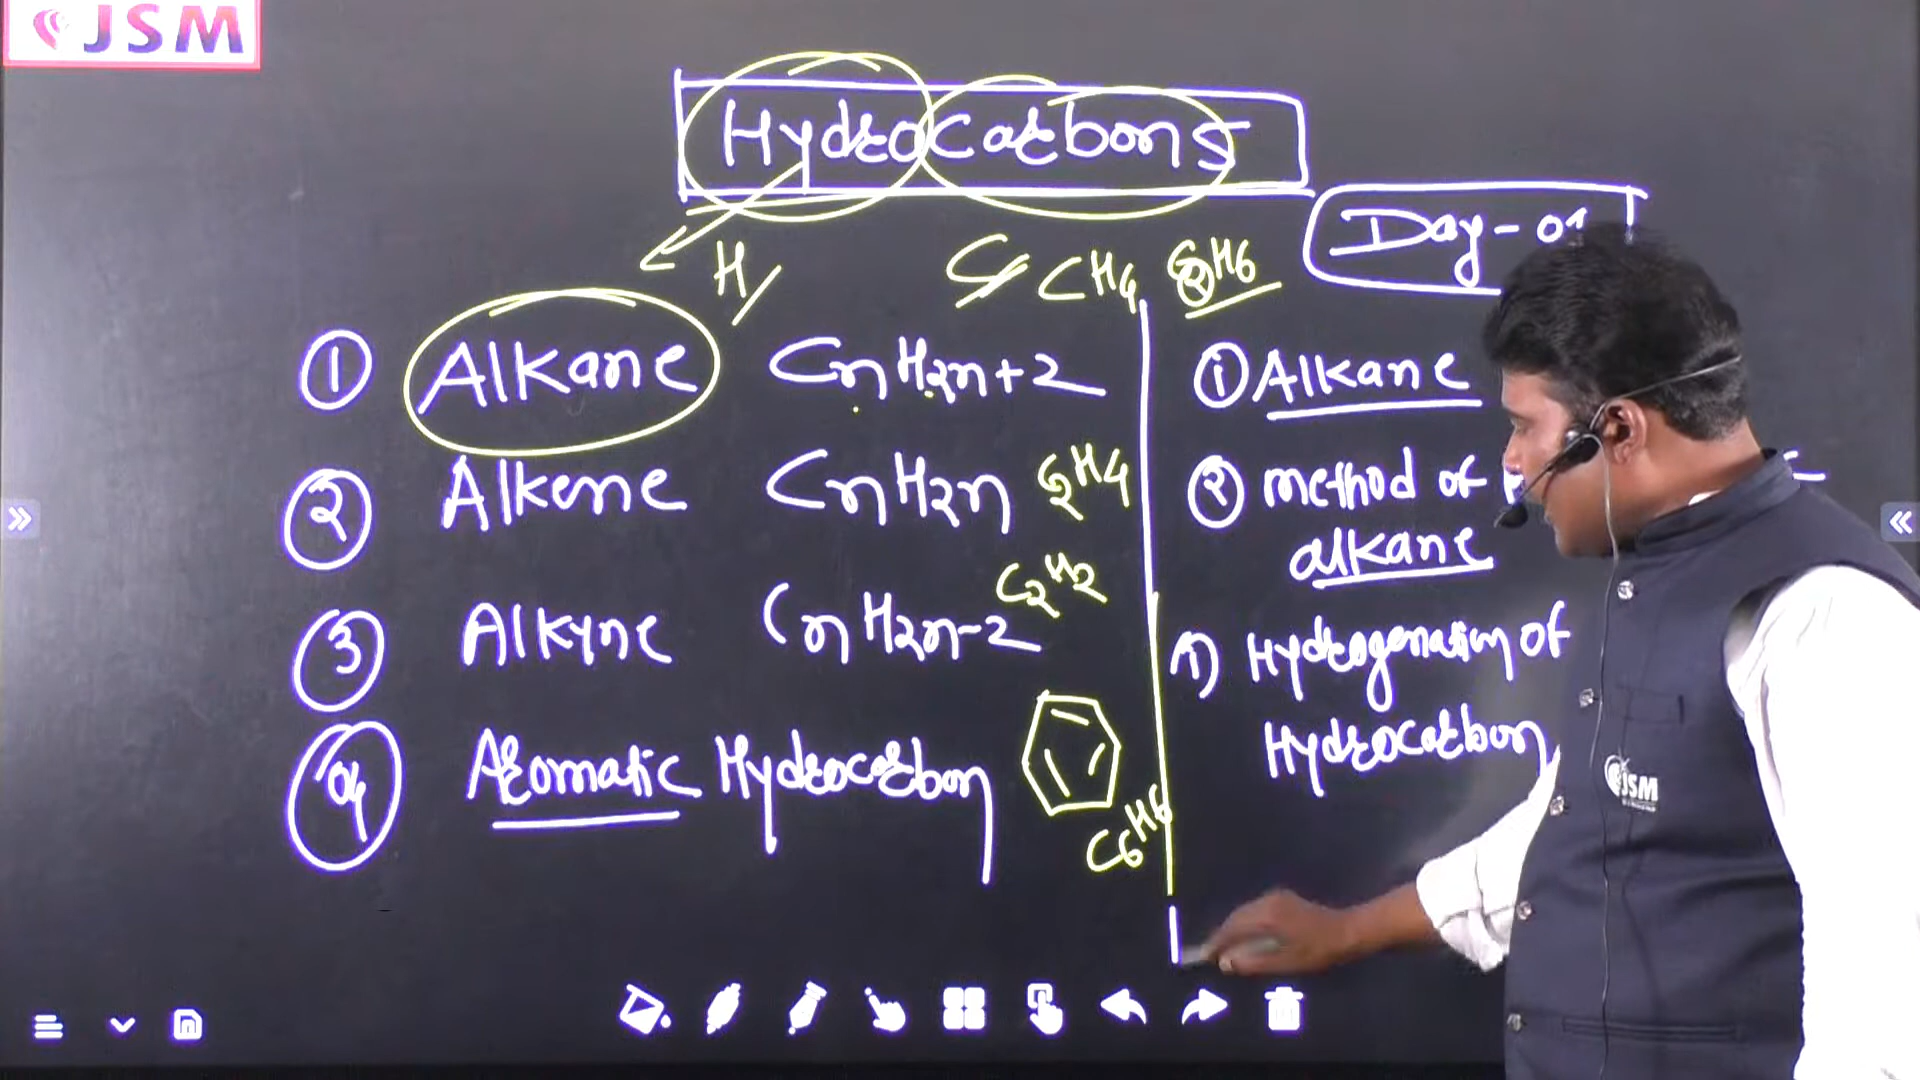 JSM
Hydrocarbons
Day-01
H C CH4 C2H6
① Alkane CnH2n+2
② Alkene CnH2n C2H4
③ Alkyne CnH2n-2 C2H2
④ Aromatic Hydrocarbon
C6H6
① Alkane
② method of
alkane
1) Hydrogenation of
Hydrocarbon
JSM